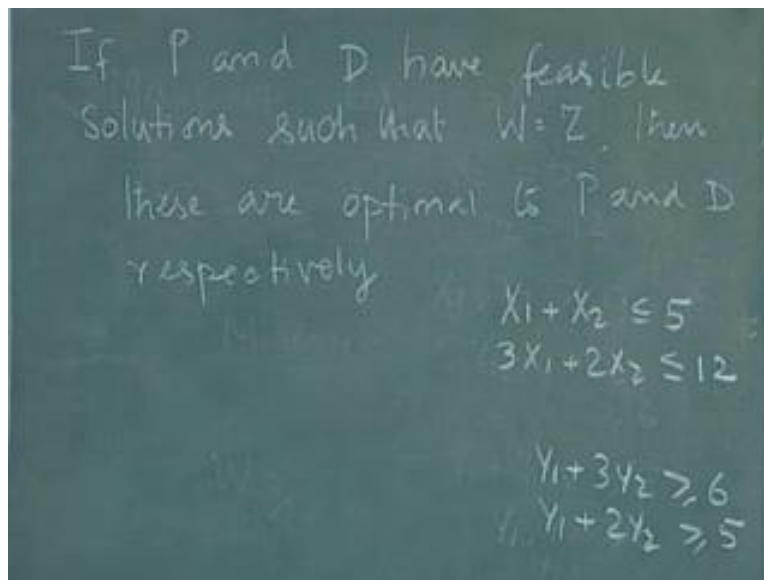 If P and D have feasible
Solutions such that W = Z, then
these are optimal to P and D
respectively
X1 + X2 ≤ 5
3X1 + 2X2 ≤ 12
Y1 + 3Y2 ≥ 6
Y1 + 2Y2 ≥ 5